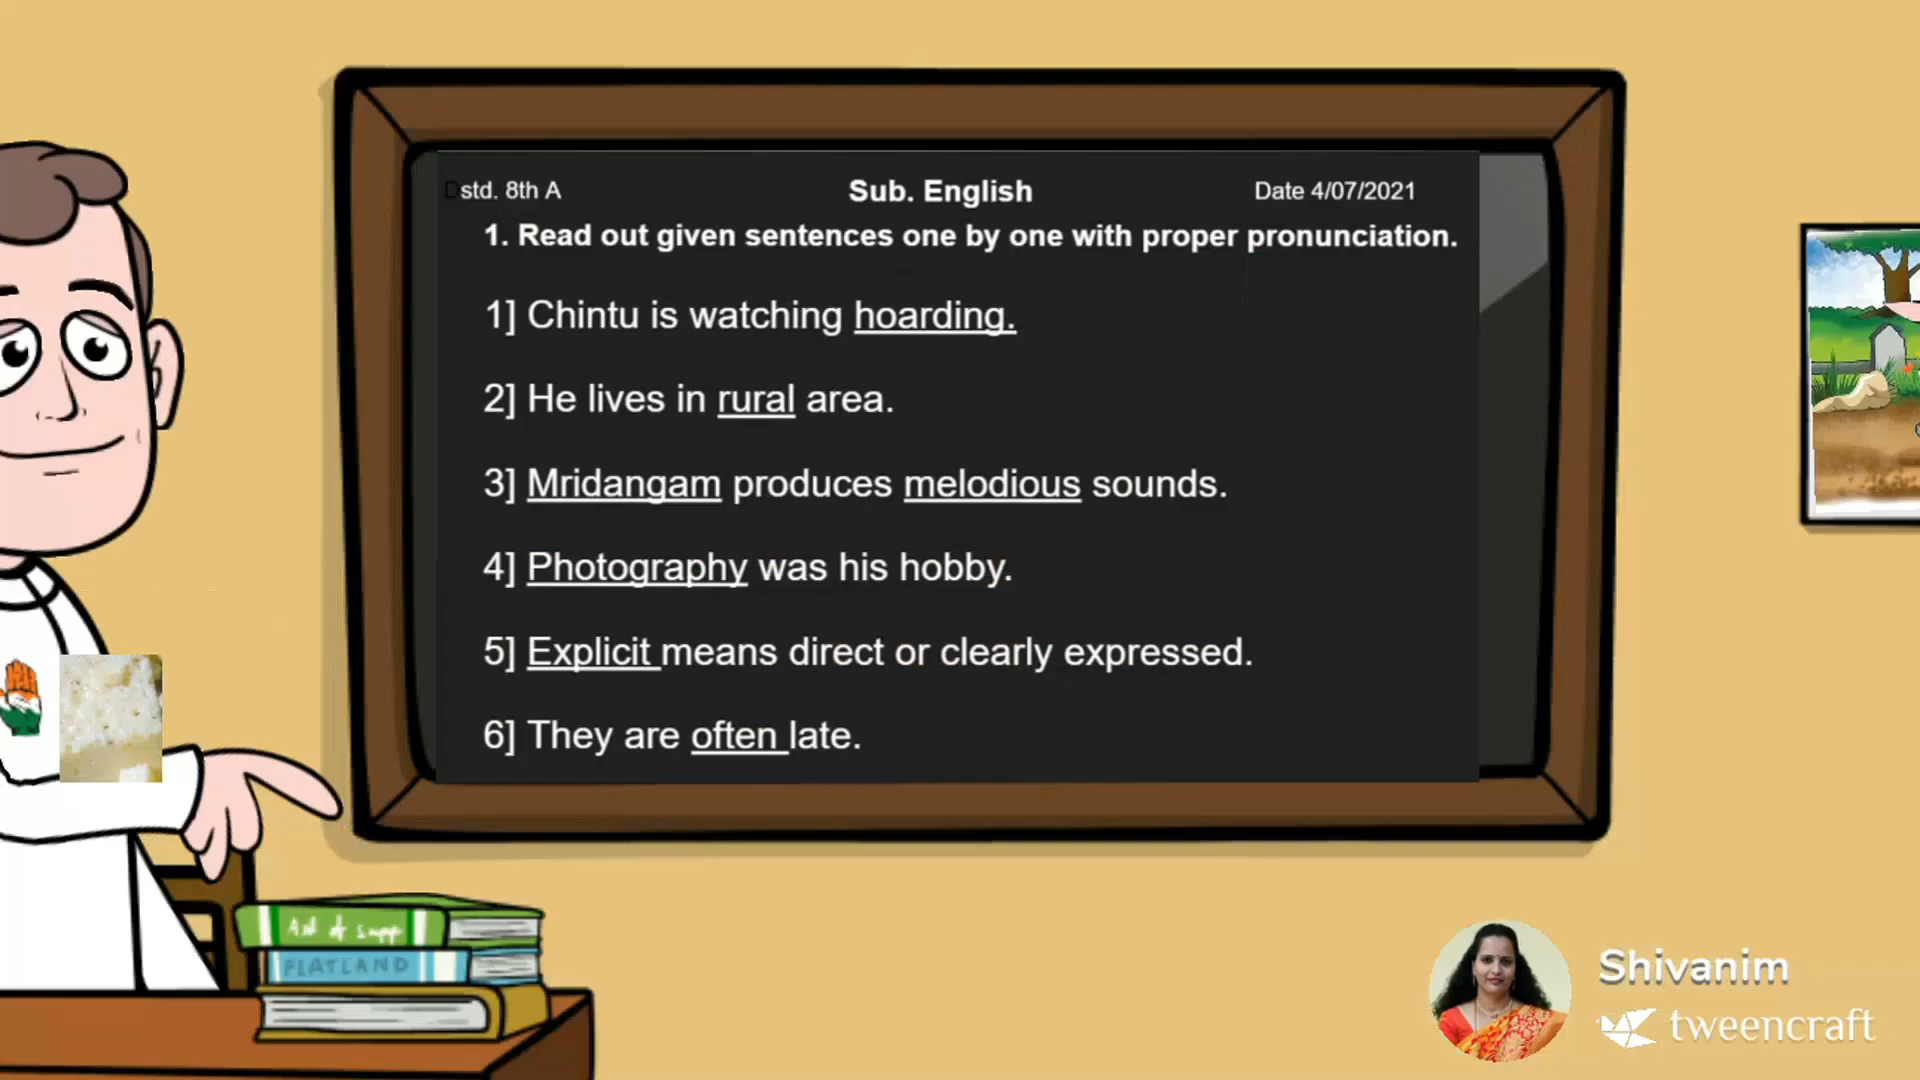 std. 8th A Sub. English Date 4/07/2021
1. Read out given sentences one by one with proper pronunciation.
1] Chintu is watching hoarding.
2] He lives in rural area.
3] Mridangam produces melodious sounds.
4] Photography was his hobby.
5] Explicit means direct or clearly expressed.
6] They are often late.
FLATLAND
Shivanim
tweencraft